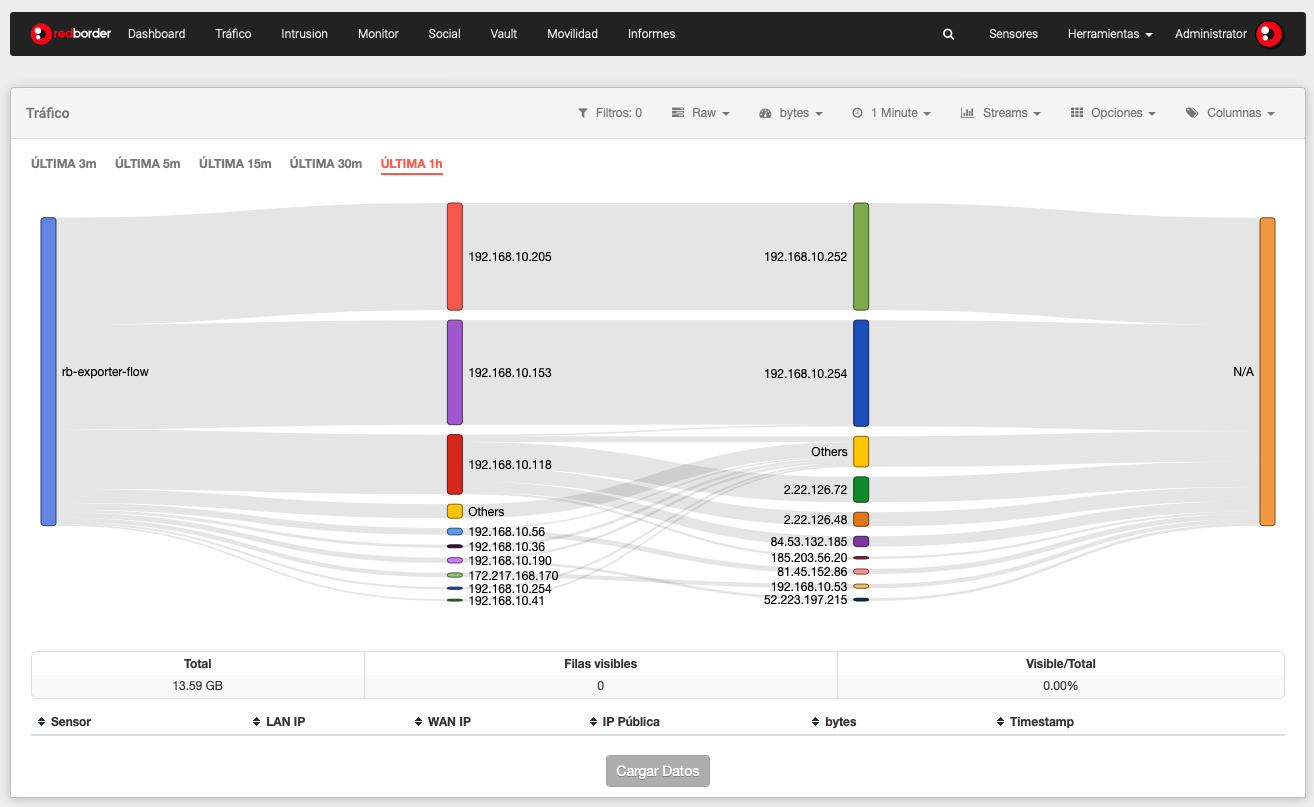 redborder Dashboard Tráfico Intrusion Monitor Social Vault Movilidad Informes Sensores Herramientas Administrator
Tráfico Filtros: 0 Raw bytes 1 Minute Streams Opciones Columnas
ÚLTIMA 3m ÚLTIMA 5m ÚLTIMA 15m ÚLTIMA 30m ÚLTIMA 1h
192.168.10.205 192.168.10.252
rb-exporter-flow 192.168.10.153 192.168.10.254 N/A
Others
192.168.10.118
2.22.126.72
Others
2.22.126.48
192.168.10.56
84.53.132.185
192.168.10.36
185.203.56.20
192.168.10.190
81.45.152.86
172.217.168.170
192.168.10.53
192.168.10.254
52.223.197.215
192.168.10.41
Total Filas visibles Visible/Total
13.59 GB 0 0.00%
Sensor LAN IP WAN IP IP Pública bytes Timestamp
Cargar Datos